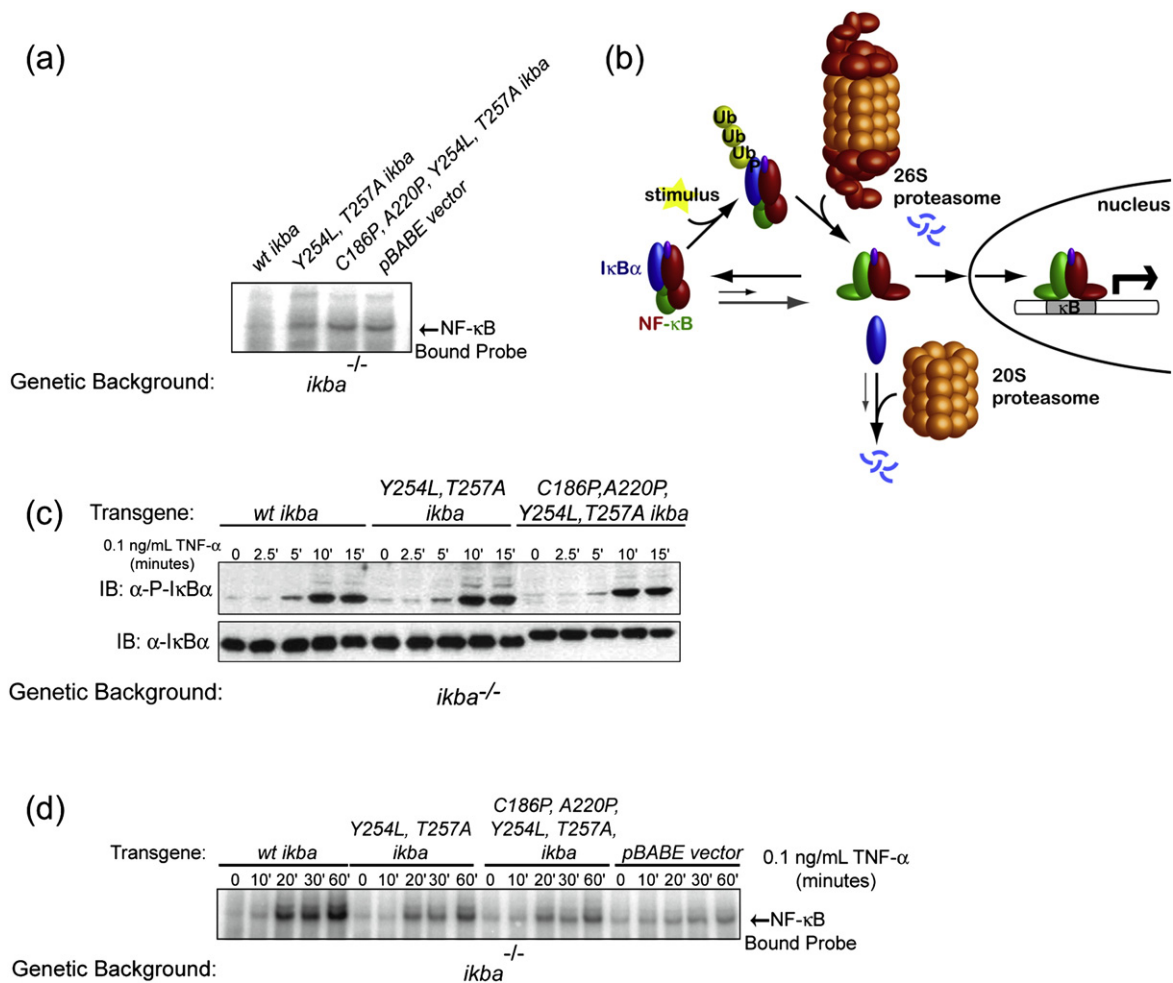 (a)
wt ikba
Y254L, T257A ikba
C186P, A220P, Y254L, T257A ikba
pBABE vector
←NF-κB
Bound Probe
Genetic Background:
ikba-/-
(b)
Ub
Ub
Ub
P
stimulus
26S
proteasome
nucleus
IκBα
NF-κB
κB
20S
proteasome
(c)
Transgene:
wt ikba
Y254L,T257A
ikba
C186P,A220P,
Y254L,T257A ikba
0.1 ng/mL TNF-α
(minutes)
0 2.5' 5' 10' 15' 0 2.5' 5' 10' 15' 0 2.5' 5' 10' 15'
IB: α-P-IκBα
IB: α-IκBα
Genetic Background:
ikba-/-
(d)
Transgene:
wt ikba
Y254L, T257A
ikba
C186P, A220P,
Y254L, T257A,
ikba
pBABE vector
0.1 ng/mL TNF-α
(minutes)
0 10' 20' 30' 60' 0 10' 20' 30' 60' 0 10' 20' 30' 60' 0 10' 20' 30' 60'
←NF-κB
Bound Probe
Genetic Background:
ikba-/-